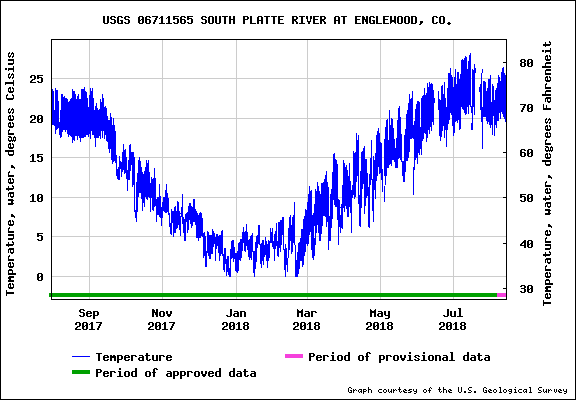 USGS 06711565 SOUTH PLATTE RIVER AT ENGLEWOOD, CO.
Temperature, water, degrees Celsius
25
20
15
10
5
0
80
70
60
50
40
30
Temperature, water, degrees Fahrenheit
Sep Nov Jan Mar May Jul
2017 2017 2018 2018 2018 2018
Temperature Period of provisional data
Period of approved data
Graph courtesy of the U.S. Geological Survey